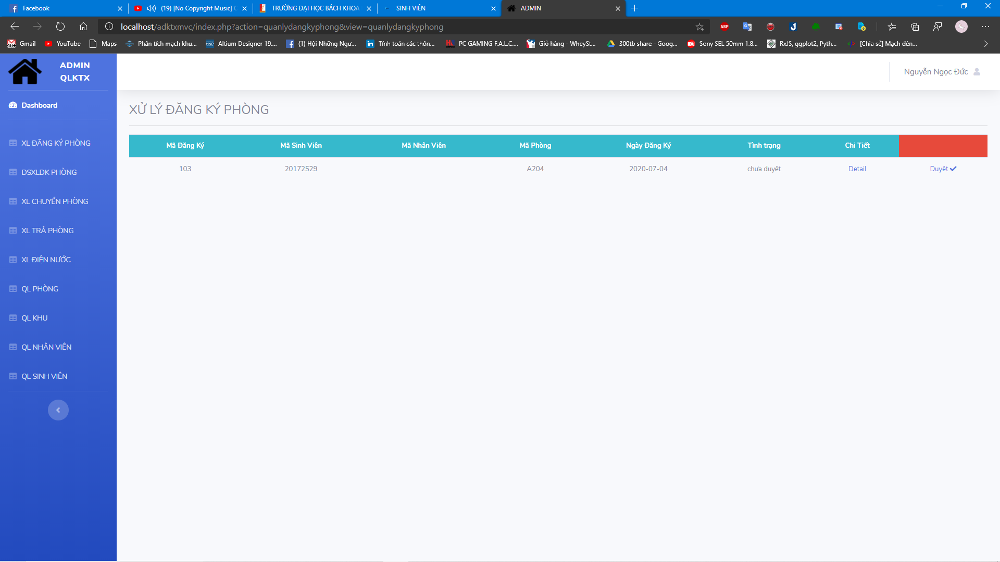 Facebook
(19) [No Copyright Music] C
TRƯỜNG ĐẠI HỌC BÁCH KHOA
SINH VIÊN
ADMIN
localhost/adktxmvc/index.php?action=quanlydangkyphong&view=quanlydangkyphong
ABP
Gmail
YouTube
Maps
Phân tích mạch khu...
Altium Designer 19....
(1) Hội Những Ngư...
Tính toán các thôn...
PC GAMING F.A.L.C....
Giỏ hàng - WheySt...
300tb share - Goog...
Sony SEL 50mm 1.8...
RxJS, ggplot2, Pyth...
[Chia sẻ] Mạch đèn...
ADMIN
QLKTX
Nguyễn Ngọc Đức
Dashboard
XL ĐĂNG KÝ PHÒNG
DSXLDK PHÒNG
XL CHUYỂN PHÒNG
XL TRẢ PHÒNG
XL ĐIỆN NƯỚC
QL PHÒNG
QL KHU
QL NHÂN VIÊN
QL SINH VIÊN
XỬ LÝ ĐĂNG KÝ PHÒNG
Mã Đăng Ký Mã Sinh Viên Mã Nhân Viên Mã Phòng Ngày Đăng Ký Tình trạng Chi Tiết
103 20172529 A204 2020-07-04 chưa duyệt Detail Duyệt